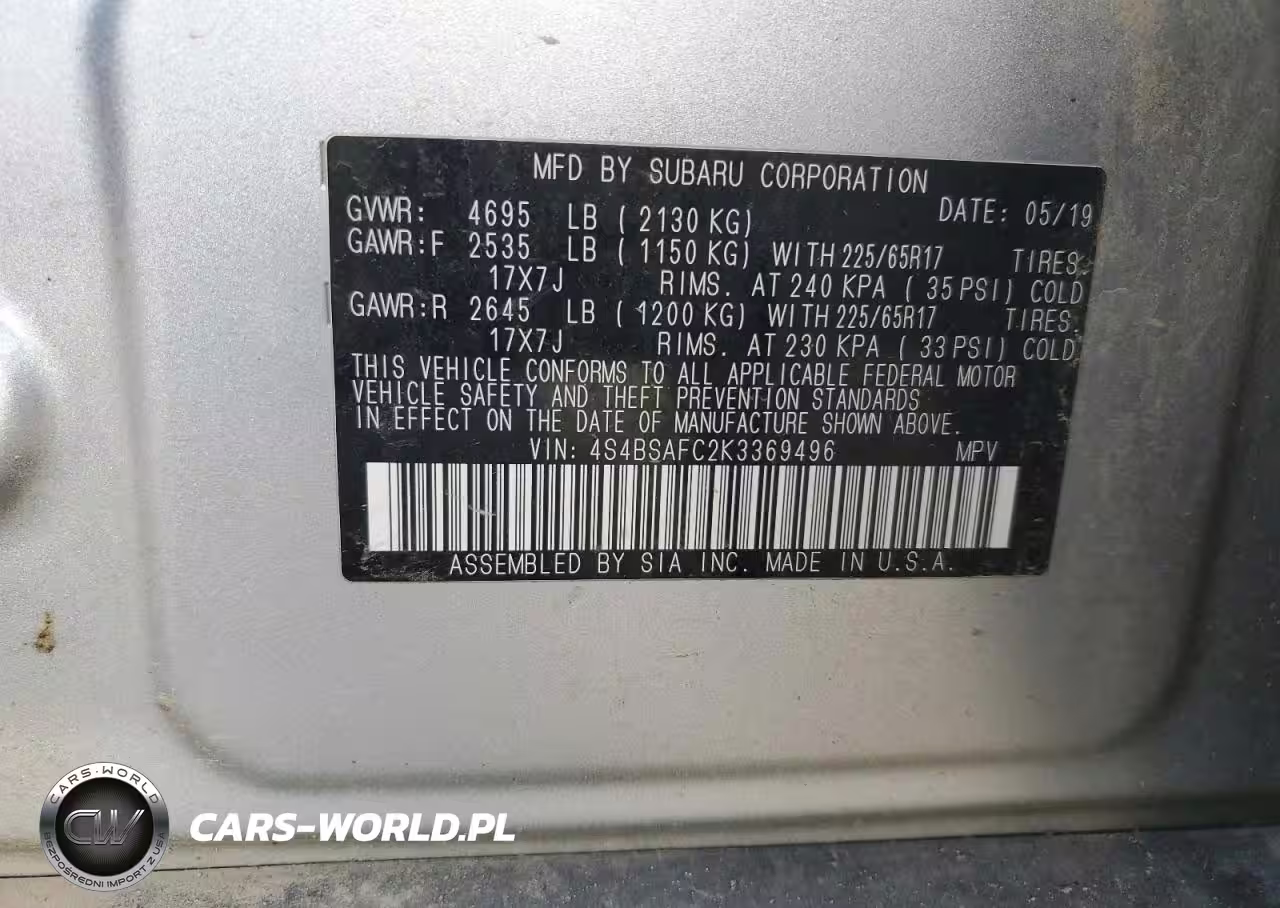 MFD BY SUBARU CORPORATION
GVWR: 4695 LB ( 2130 KG) DATE: 05/19
GAWR:F 2535 LB ( 1150 KG) WITH 225/65R17 TIRES.
17X7J RIMS. AT 240 KPA ( 35 PSI) COLD
GAWR:R 2645 LB ( 1200 KG) WITH 225/65R17 TIRES.
17X7J RIMS. AT 230 KPA ( 33 PSI) COLD
THIS VEHICLE CONFORMS TO ALL APPLICABLE FEDERAL MOTOR
VEHICLE SAFETY AND THEFT PREVENTION STANDARDS
IN EFFECT ON THE DATE OF MANUFACTURE SHOWN ABOVE.
VIN: 4S4BSAFC2K3369496 MPV
ASSEMBLED BY SIA INC. MADE IN U.S.A.
CARS-WORLD
CW
BEZPOŚREDNI IMPORT Z USA
CARS-WORLD.PL